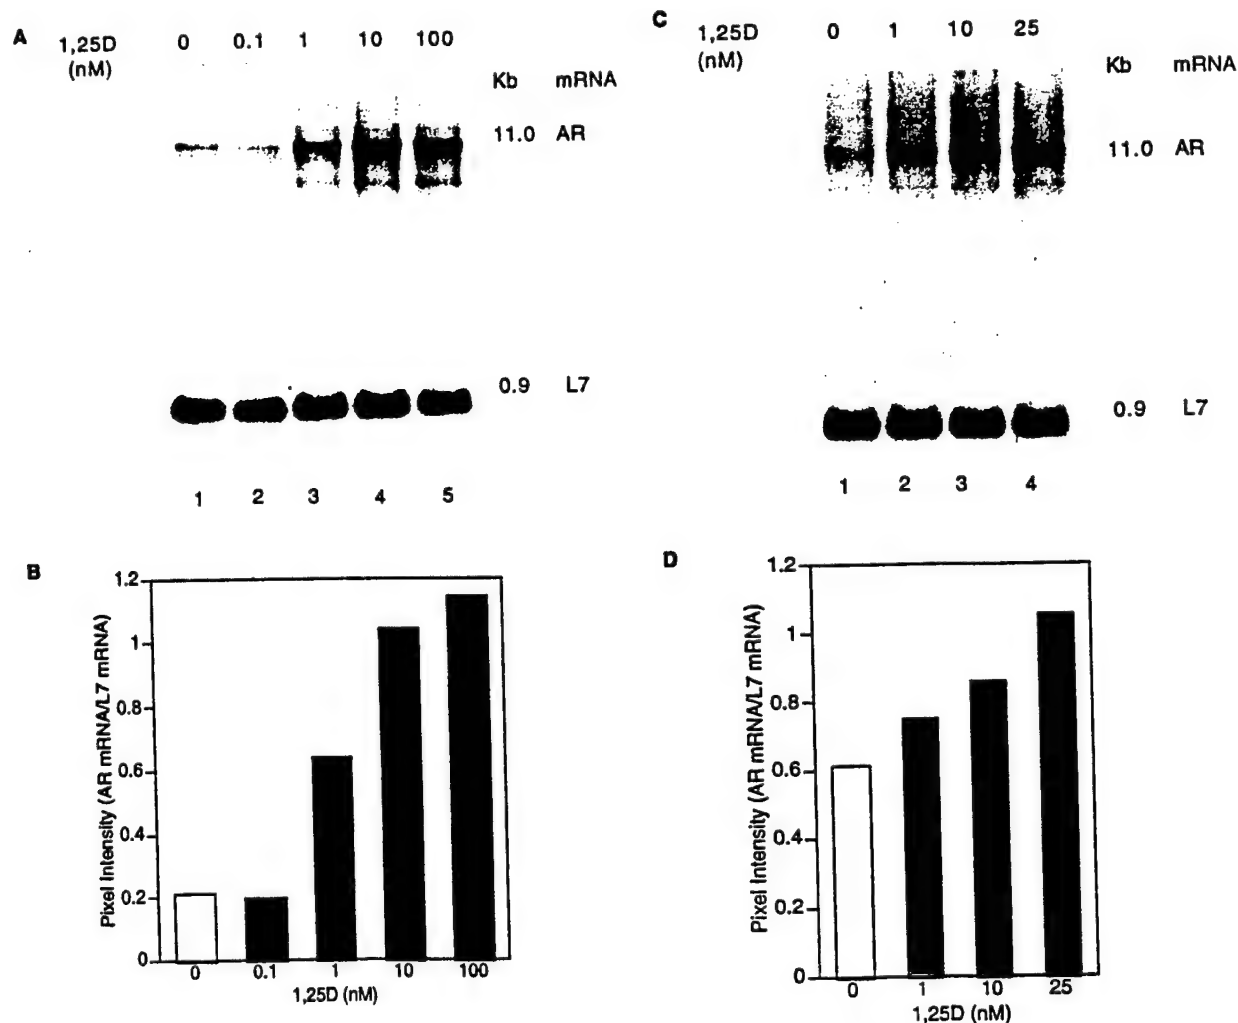 A
1,25D
(nM)
0 0.1 1 10 100
Kb mRNA
11.0 AR
0.9 L7
1 2 3 4 5
C
1,25D
(nM)
0 1 10 25
Kb mRNA
11.0 AR
0.9 L7
1 2 3 4
B
Pixel Intensity (AR mRNA/L7 mRNA)
1.2
1
0.8
0.6
0.4
0.2
0
0 0.1 1 10 100
1,25D (nM)
D
Pixel Intensity (AR mRNA/L7 mRNA)
1.2
1
0.8
0.6
0.4
0.2
0
0 1 10 25
1,25D (nM)